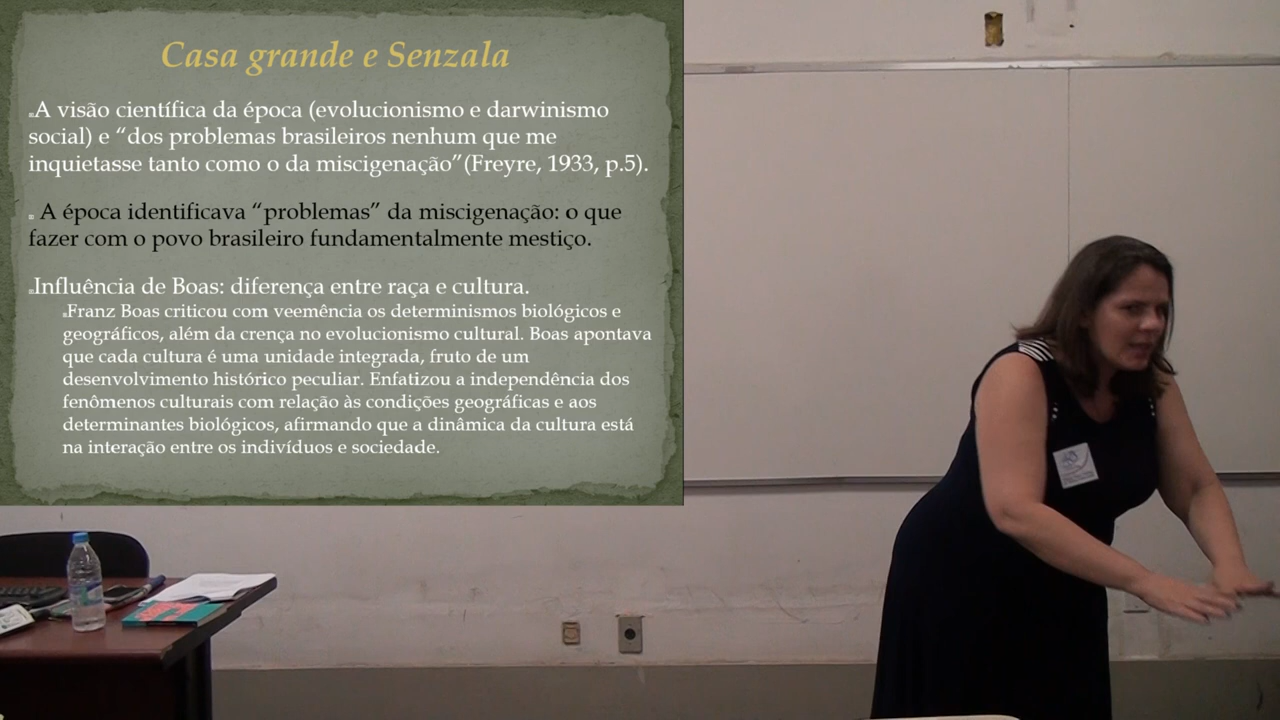 Casa grande e Senzala
A visão científica da época (evolucionismo e darwinismo
social) e “dos problemas brasileiros nenhum que me
inquietasse tanto como o da miscigenação”(Freyre, 1933, p.5).
A época identificava “problemas” da miscigenação: o que
fazer com o povo brasileiro fundamentalmente mestiço.
Influência de Boas: diferença entre raça e cultura.
Franz Boas criticou com veemência os determinismos biológicos e
geográficos, além da crença no evolucionismo cultural. Boas apontava
que cada cultura é uma unidade integrada, fruto de um
desenvolvimento histórico peculiar. Enfatizou a independência dos
fenômenos culturais com relação às condições geográficas e aos
determinantes biológicos, afirmando que a dinâmica da cultura está
na interação entre os indivíduos e sociedade.